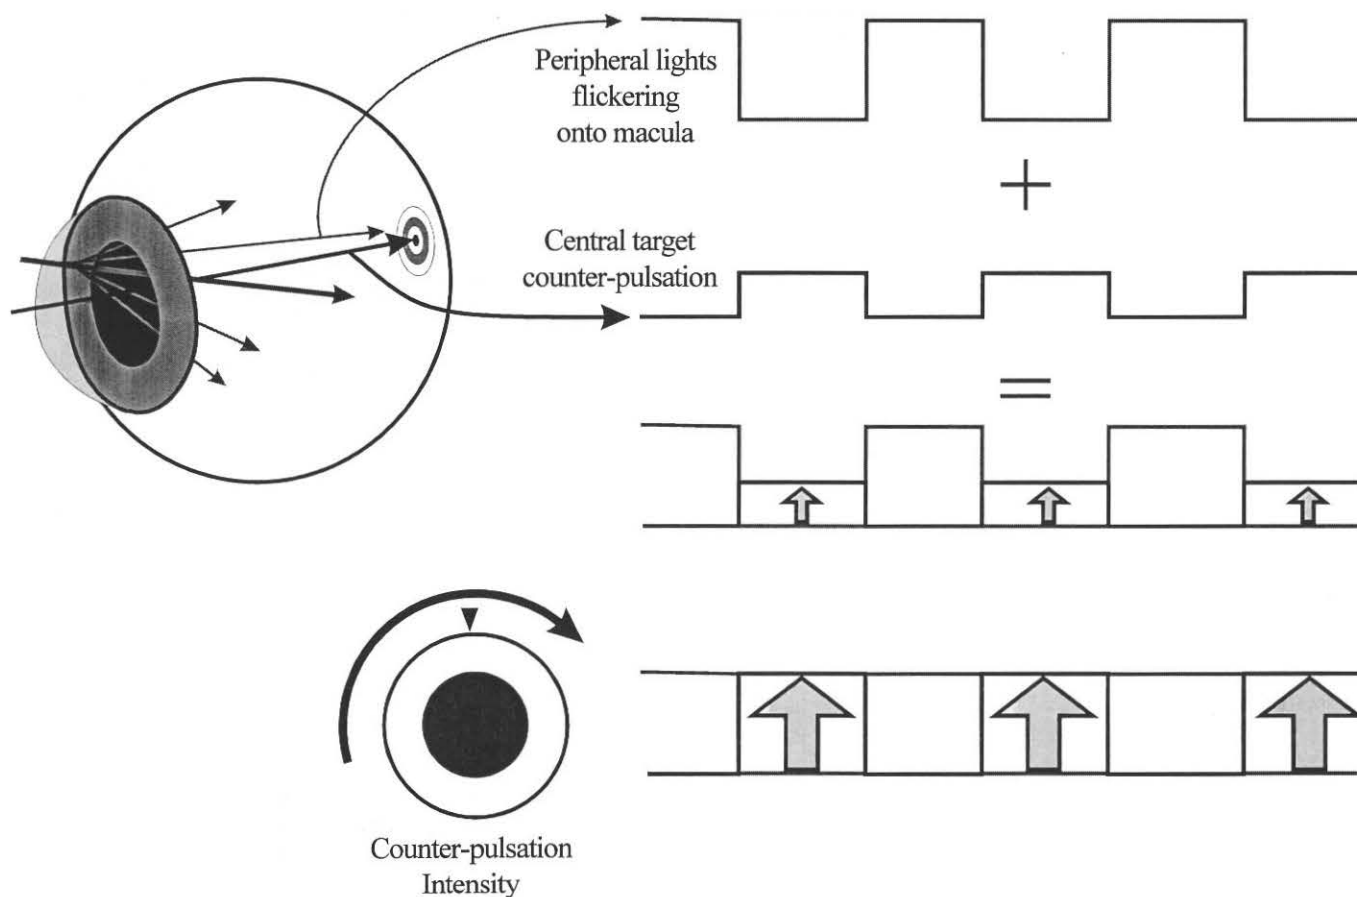 Peripheral lights
flickering
onto macula
+
Central target
counter-pulsation
=
Counter-pulsation
Intensity